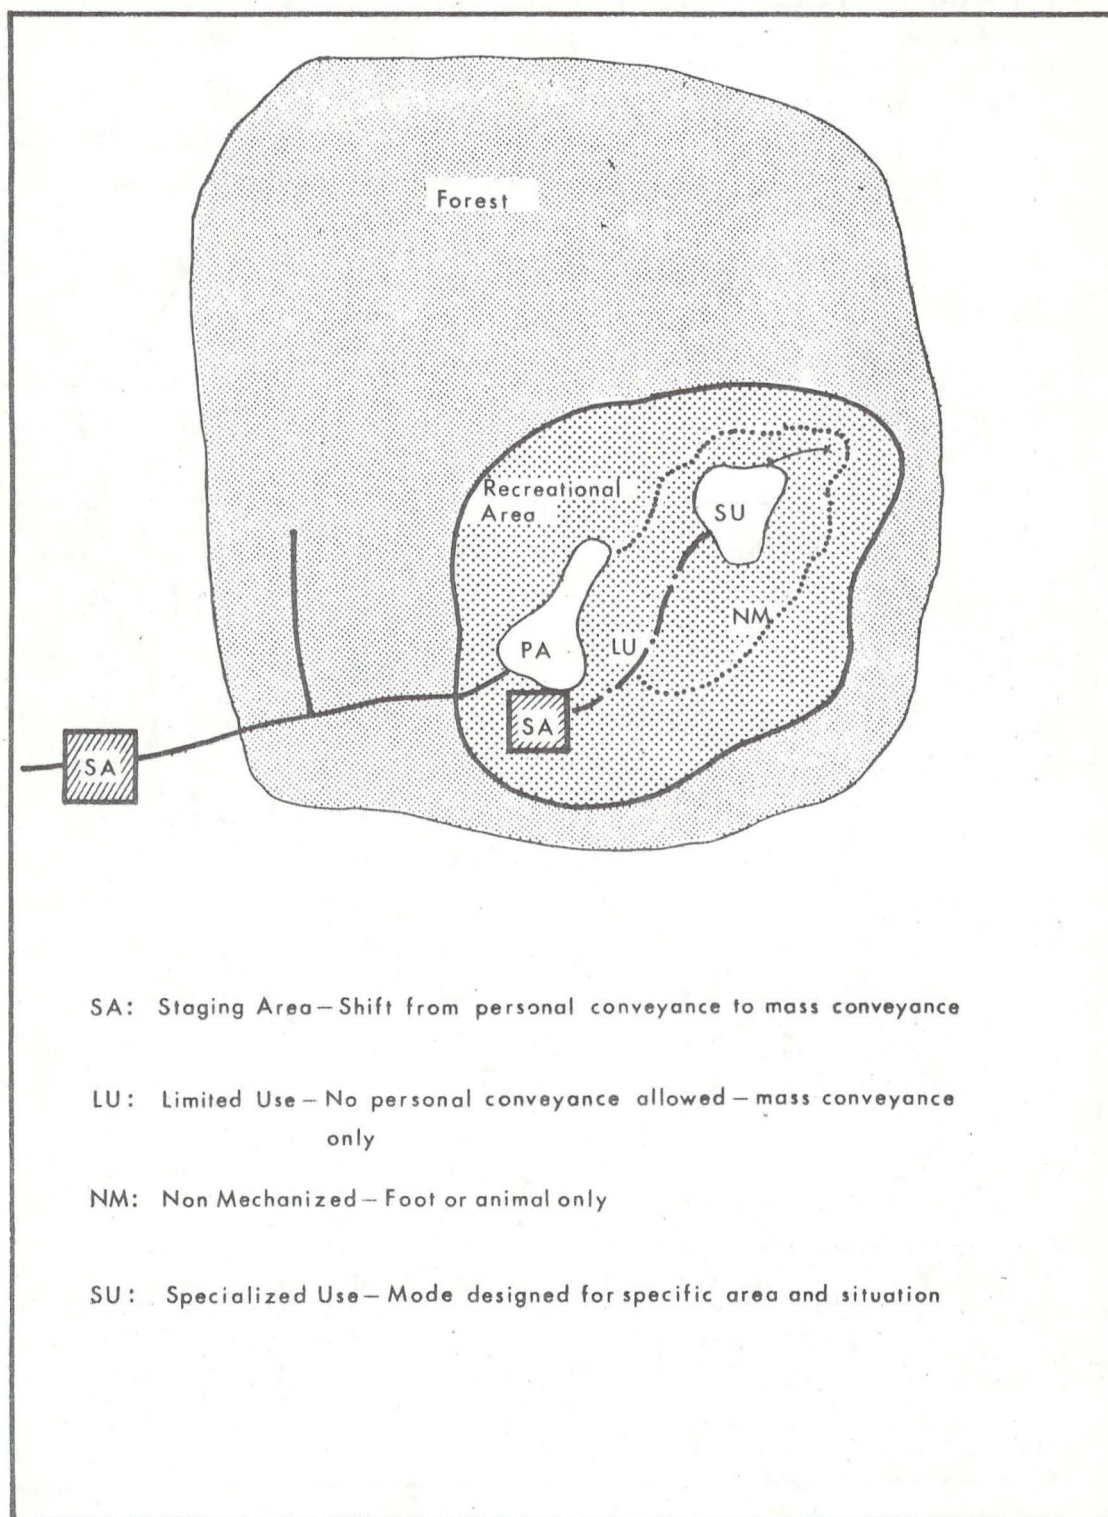 Forest
Recreational
Area
SU
PA
LU
NM
SA
SA
SA: Staging Area — Shift from personal conveyance to mass conveyance
LU: Limited Use — No personal conveyance allowed — mass conveyance
only
NM: Non Mechanized — Foot or animal only
SU: Specialized Use — Mode designed for specific area and situation